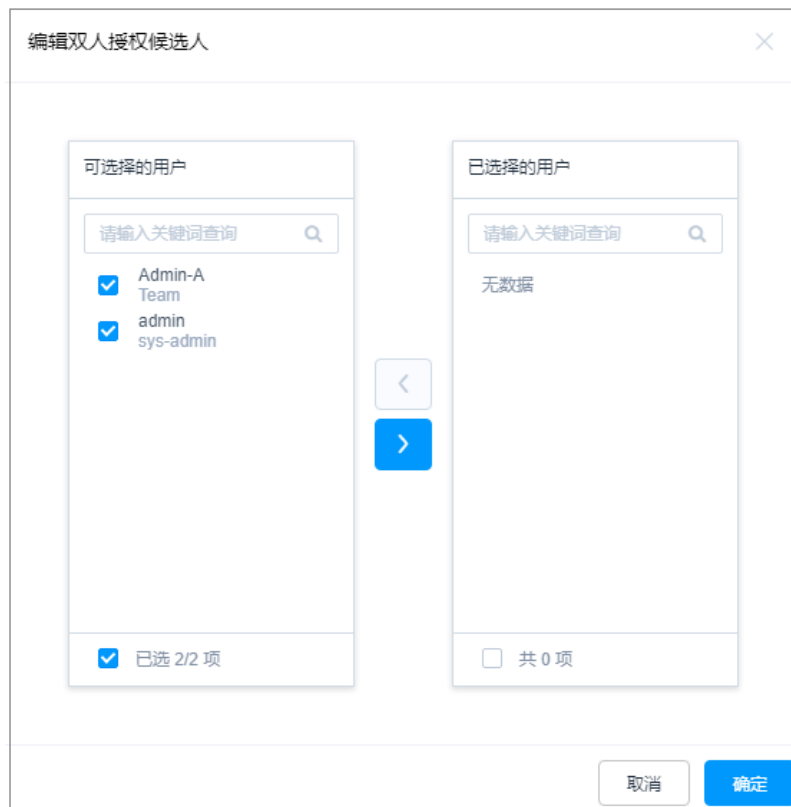 编辑双人授权候选人
可选择的用户
请输入关键词查询
Admin-A
Team
admin
sys-admin
已选 2/2 项
已选择的用户
请输入关键词查询
无数据
共 0 项
取消
确定